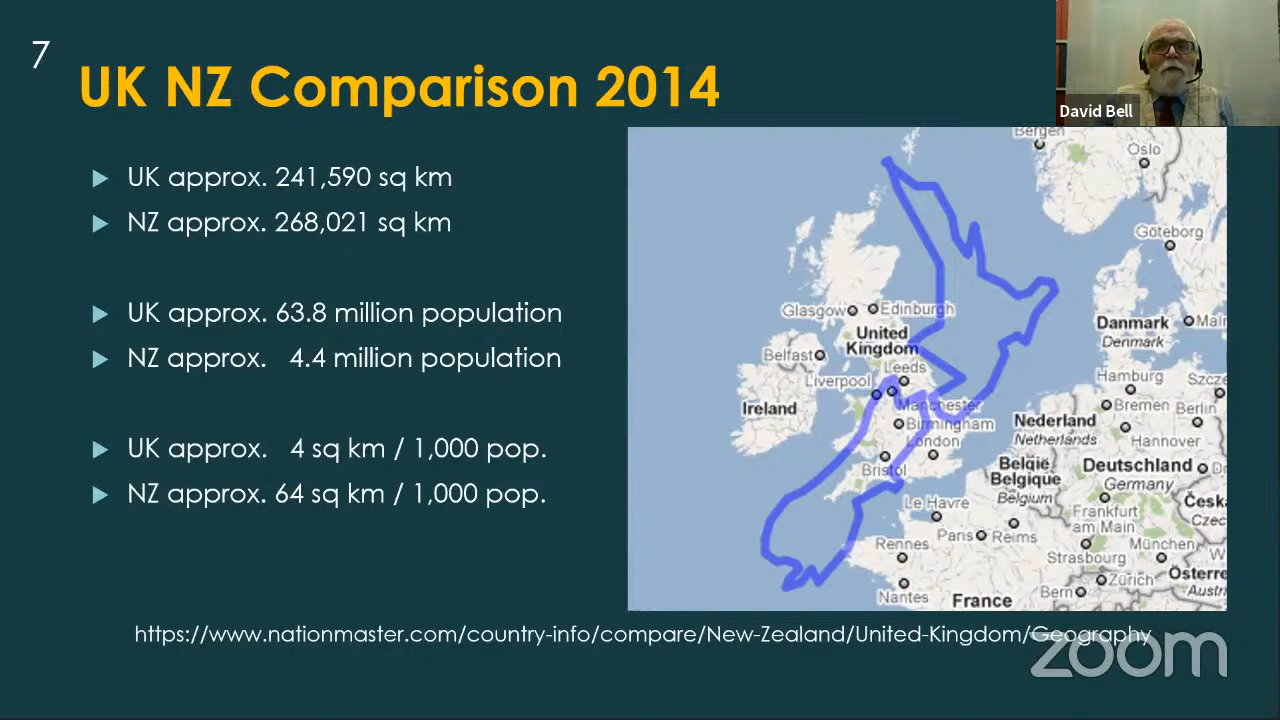 7
UK NZ Comparison 2014
David Bell
UK approx. 241,590 sq km
NZ approx. 268,021 sq km
UK approx. 63.8 million population
NZ approx. 4.4 million population
UK approx. 4 sq km / 1,000 pop.
NZ approx. 64 sq km / 1,000 pop.
Bergen
Oslo
Göteborg
Glasgow
Edinburgh
United
Kingdom
Danmark
Denmark
Belfast
Leeds
Liverpool
Manchester
Hamburg
Ireland
Bremen
Berlin
Birmingham
Nederland
Netherlands
Hannover
London
Bristol
België
Belgique
Belgium
Deutschland
Germany
Le Havre
Frankfurt
am Main
Paris
Reims
Rennes
Strasbourg
München
Zürich
Nantes
France
Bern
https://www.nationmaster.com/country-info/compare/New-Zealand/United-Kingdom/Geography
zoom